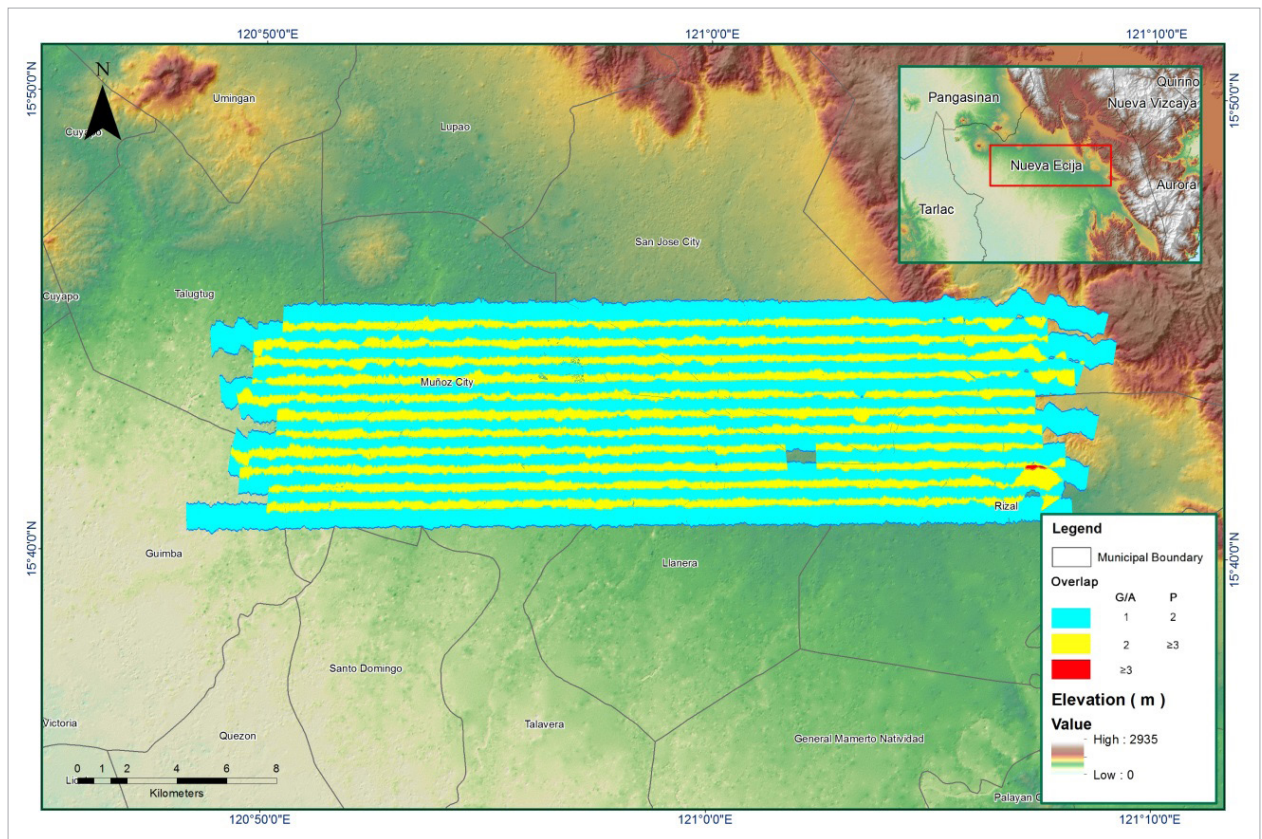 120°50'0"E
121°0'0"E
121°10'0"E
15°50'0"N
15°50'0"N
N
Umingan
Cuyapo
Lupao
Pangasinan
Quirino
Nueva Vizcaya
Nueva Ecija
Aurora
Tarlac
San Jose City
Cuyapo
Talugtug
Muñoz City
Rizal
15°40'0"N
15°40'0"N
Guimba
Llanera
Santo Domingo
Victoria
Quezon
Talavera
General Mamerto Natividad
Palayan
0 1 2 4 6 8
Kilometers
Legend
Municipal Boundary
Overlap
G/A P
1 2
2 ≥3
≥3
Elevation ( m )
Value
High : 2935
Low : 0
120°50'0"E
121°0'0"E
121°10'0"E